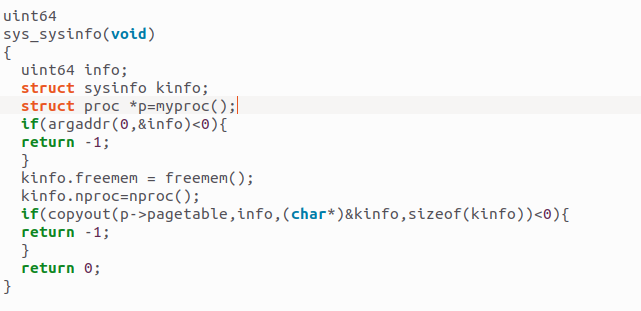 uint64
sys_sysinfo(void)
{
  uint64 info;
  struct sysinfo kinfo;
  struct proc *p=myproc();
  if(argaddr(0,&info)<0){
  return -1;
  }
  kinfo.freemem = freemem();
  kinfo.nproc=nproc();
  if(copyout(p->pagetable,info,(char*)&kinfo,sizeof(kinfo))<0){
  return -1;
  }
  return 0;
}